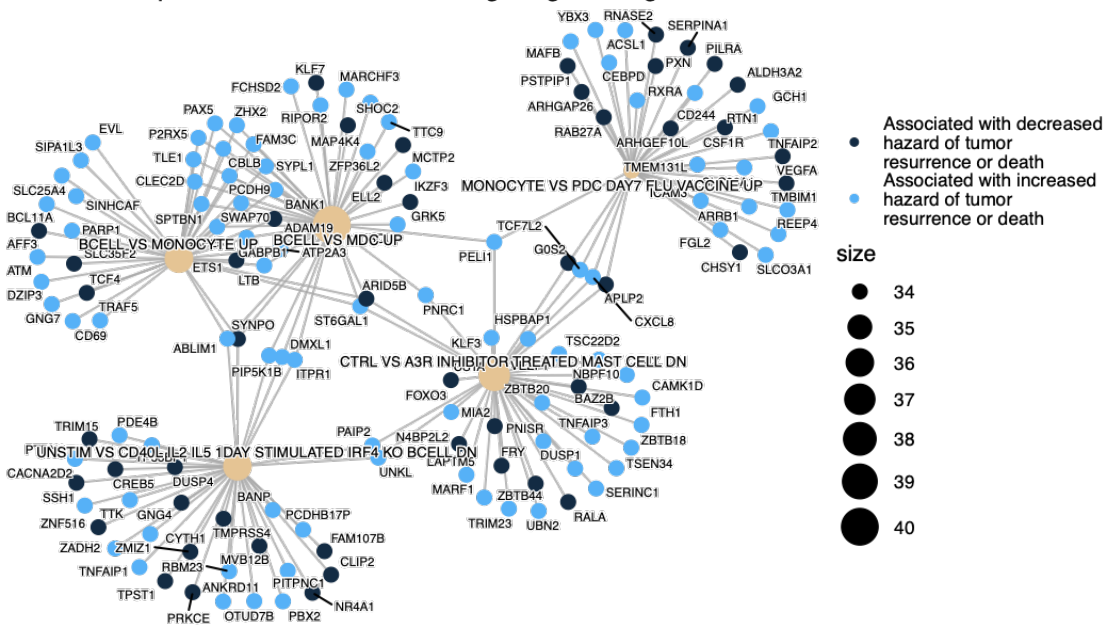 YBX3
RNASE2
SERPINA1
MAFB
ACSL1
PXN
PILRA
PSTPIP1
CEBPD
ALDH3A2
RXRA
GCH1
ARHGAP26
CD244
RTN1
RAB27A
ARHGEF10L
CSF1R
TNFAIP2
TMEM131L
VEGFA
MONOCYTE VS PDC DAY7 FLU VACCINE UP
ICAM3
TMBIM1
ARRB1
REEP4
FGL2
CHSY1
SLCO3A1
KLF7
MARCHF3
FCHSD2
SHOC2
RIPOR2
TTC9
PAX5
ZHX2
MAP4K4
EVL
P2RX5
FAM3C
ZFP36L2
MCTP2
SIPA1L3
TLE1
CBLB
SYPL1
CLEC2D
ELL2
IKZF3
SLC25A4
PCDH9
SINHCAF
BANK1
SPTBN1
SWAP70
GRK5
BCL11A
PARP1
ADAM19
BCELL VS MONOCYTE UP
BCELL VS MDC UP
AFF3
SLC35F2
GABPB1
ATP2A3
ETS1
ATM
LTB
TCF4
DZIP3
TRAF5
GNG7
CD69
TCF7L2
G0S2
PELI1
ARID5B
APLP2
PNRC1
CXCL8
ST6GAL1
HSPBAP1
SYNPO
ABLIM1
DMXL1
KLF3
TSC22D2
PIP5K1B
ITPR1
CTRL VS A3R INHIBITOR TREATED MAST CELL DN
NBPF10
CAMK1D
FOXO3
ZBTB20
BAZ2B
FTH1
MIA2
TNFAIP3
PNISR
ZBTB18
PAIP2
N4BP2L2
FRY
DUSP1
TSEN34
LAPTM5
UNKL
MARF1
ZBTB44
SERINC1
TRIM23
UBN2
RALA
TRIM15
PDE4B
UNSTIM VS CD40L IL2 IL5 1DAY STIMULATED IRF4 KO BCELL DN
CACNA2D2
CREB5
DUSP4
SSH1
BANP
TTK
GNG4
PCDHB17P
ZNF516
TMPRSS4
CYTH1
FAM107B
ZADH2
ZMIZ1
MVB12B
CLIP2
TNFAIP1
RBM23
PITPNC1
TPST1
ANKRD11
NR4A1
PRKCE
OTUD7B
PBX2
Associated with decreased
hazard of tumor
resurrence or death
Associated with increased
hazard of tumor
resurrence or death
size
34
35
36
37
38
39
40